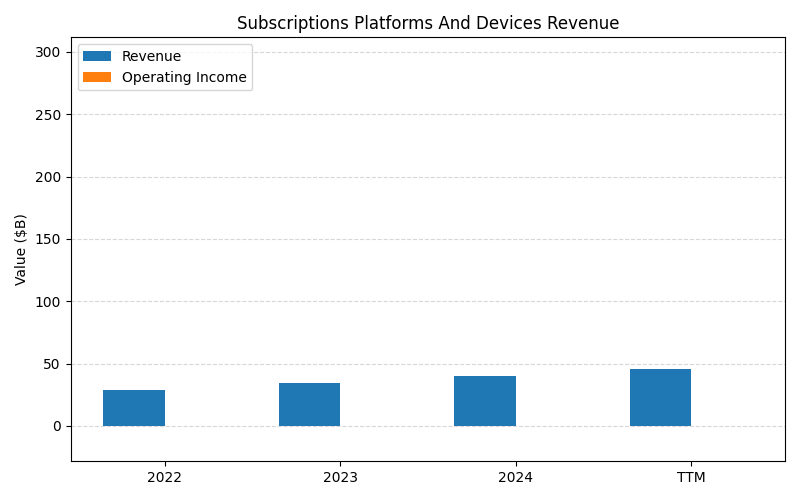 Subscriptions Platforms And Devices Revenue
Revenue
Operating Income
Value ($B)
300
250
200
150
100
50
0
2022
2023
2024
TTM